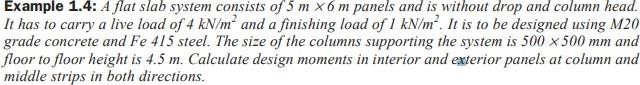 Example 1.4: A flat slab system consists of 5 m × 6 m panels and is without drop and column head.
It has to carry a live load of 4 kN/m² and a finishing load of 1 kN/m². It is to be designed using M20
grade concrete and Fe 415 steel. The size of the columns supporting the system is 500 × 500 mm and
floor to floor height is 4.5 m. Calculate design moments in interior and exterior panels at column and
middle strips in both directions.